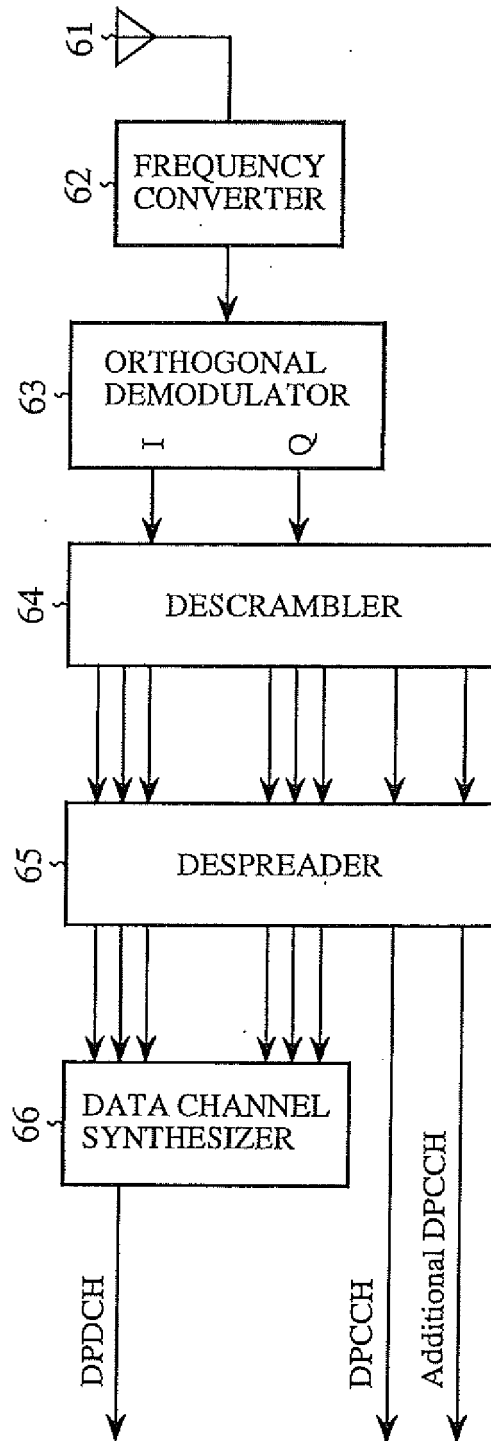 61
62
FREQUENCY
CONVERTER
63
ORTHOGONAL
DEMODULATOR
I
Q
64
DESCRAMBLER
65
DESPREADER
66
DATA CHANNEL
SYNTHESIZER
DPDCH
DPCCH
Additional DPCCH